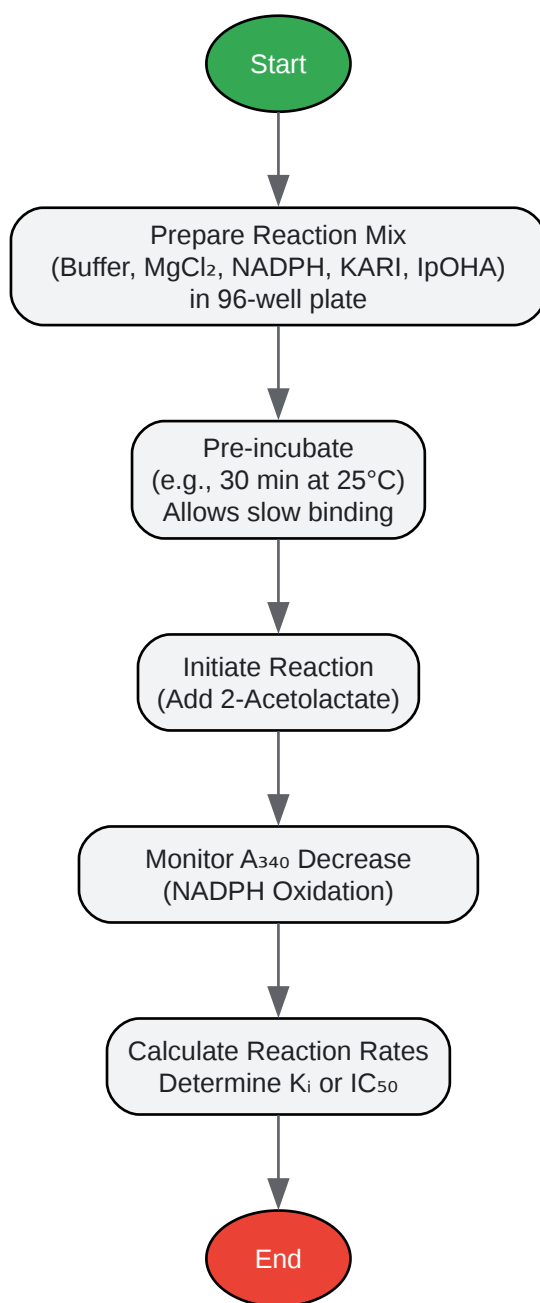 Start
Prepare Reaction Mix
(Buffer, MgCl₂, NADPH, KARI, IpOHA)
in 96-well plate
Pre-incubate
(e.g., 30 min at 25°C)
Allows slow binding
Initiate Reaction
(Add 2-Acetolactate)
Monitor A₃₄₀ Decrease
(NADPH Oxidation)
Calculate Reaction Rates
Determine Kᵢ or IC₅₀
End